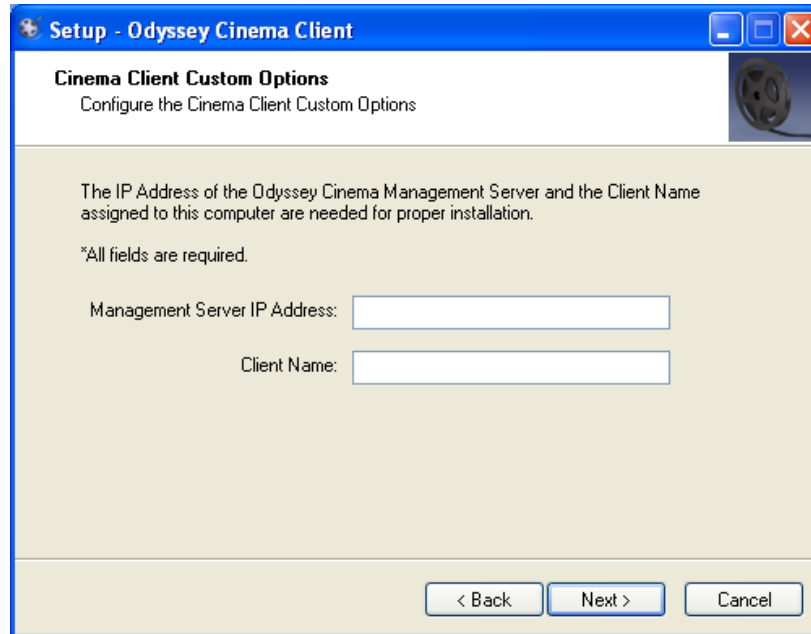 Setup - Odyssey Cinema Client
Cinema Client Custom Options
Configure the Cinema Client Custom Options
The IP Address of the Odyssey Cinema Management Server and the Client Name
assigned to this computer are needed for proper installation.
*All fields are required.
Management Server IP Address:
Client Name:
< Back Next > Cancel